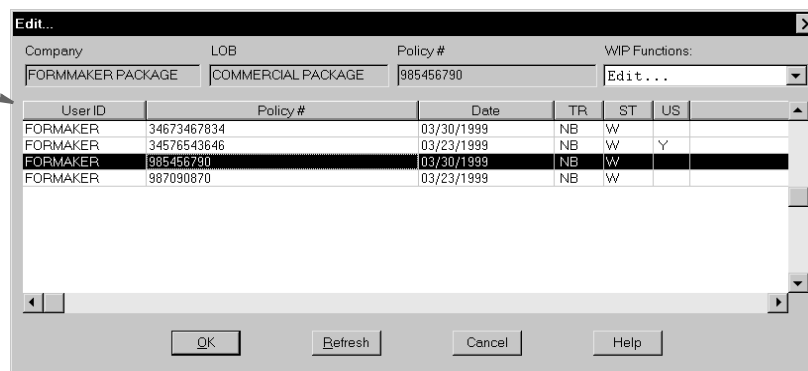 Edit...
Company LOB Policy # WIP Functions:
FORMMAKER PACKAGE COMMERCIAL PACKAGE 985456790 Edit...
User ID Policy # Date TR ST US
FORMAKER 34673467834 03/30/1999 NB W
FORMAKER 34576543646 03/23/1999 NB W Y
FORMAKER 985456790 03/30/1999 NB W
FORMAKER 987090870 03/23/1999 NB W
OK Refresh Cancel Help